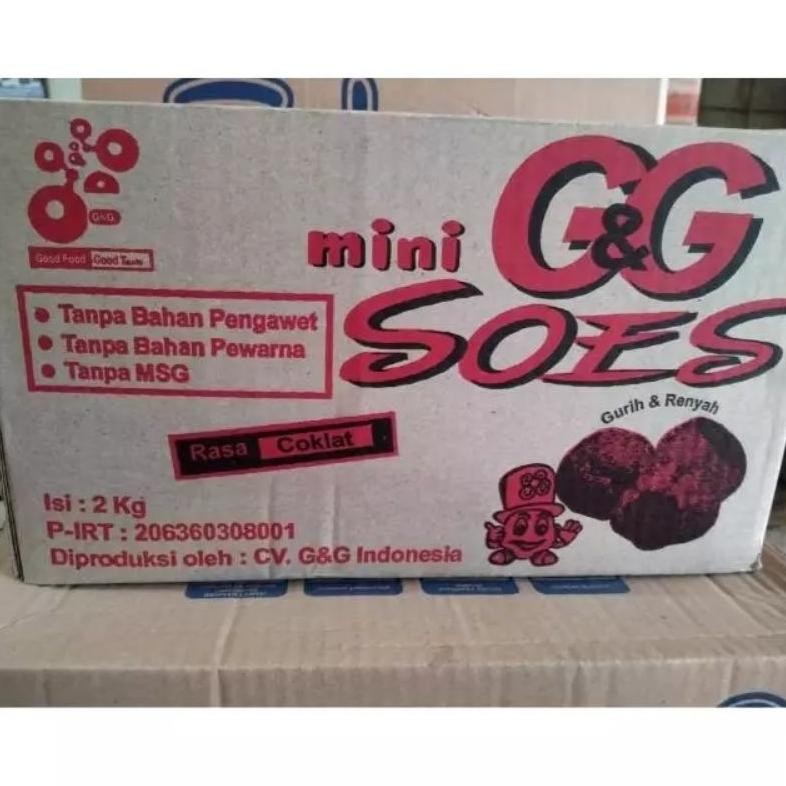 G&G
Good Food Good Taste
mini G&G
SOES
• Tanpa Bahan Pengawet
• Tanpa Bahan Pewarna
• Tanpa MSG
Gurih & Renyah
Rasa Coklat
Isi : 2 Kg
P-IRT : 206360308001
Diproduksi oleh : CV. G&G Indonesia